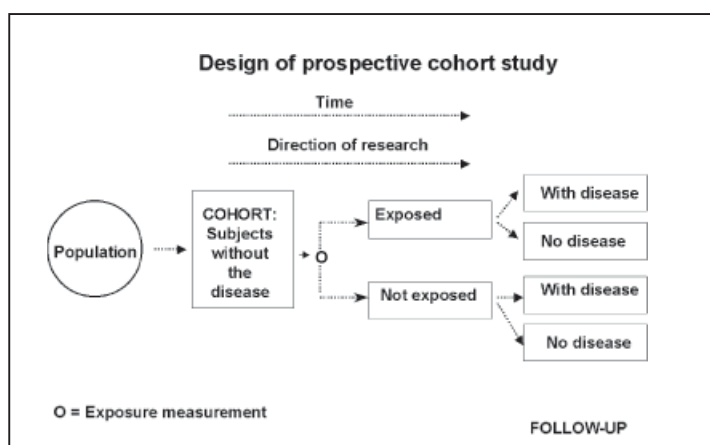 Design of prospective cohort study
Time
Direction of research
Population
COHORT:
Subjects
without
the
disease
O
Exposed
Not exposed
With disease
No disease
With disease
No disease
O = Exposure measurement
FOLLOW-UP